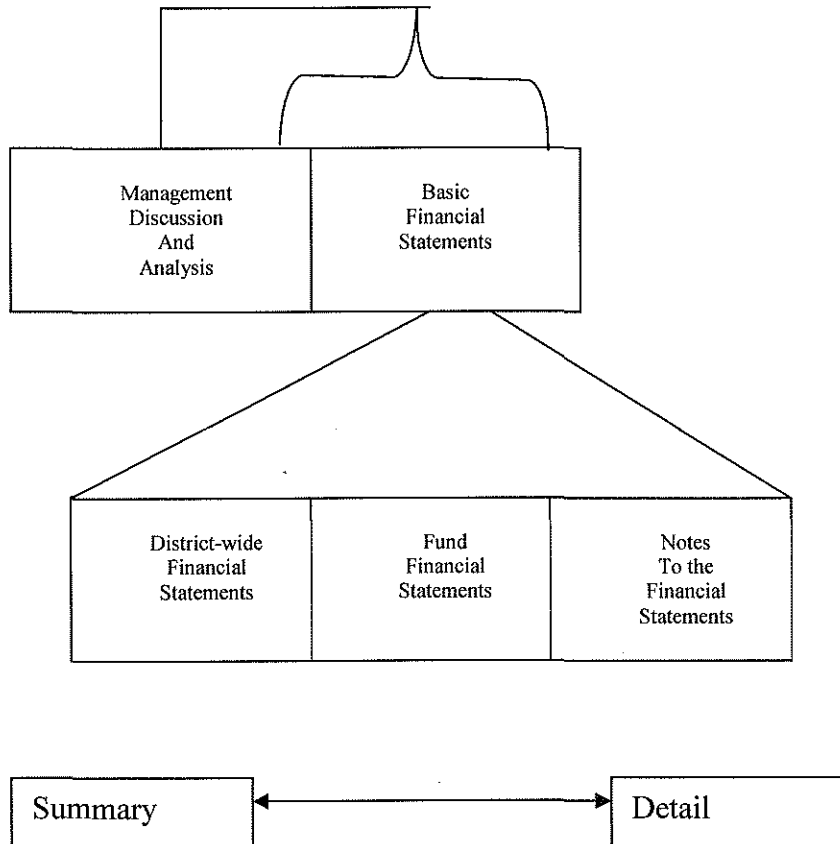 Management
Discussion
And
Analysis
Basic
Financial
Statements
District-wide
Financial
Statements
Fund
Financial
Statements
Notes
To the
Financial
Statements
Summary
Detail